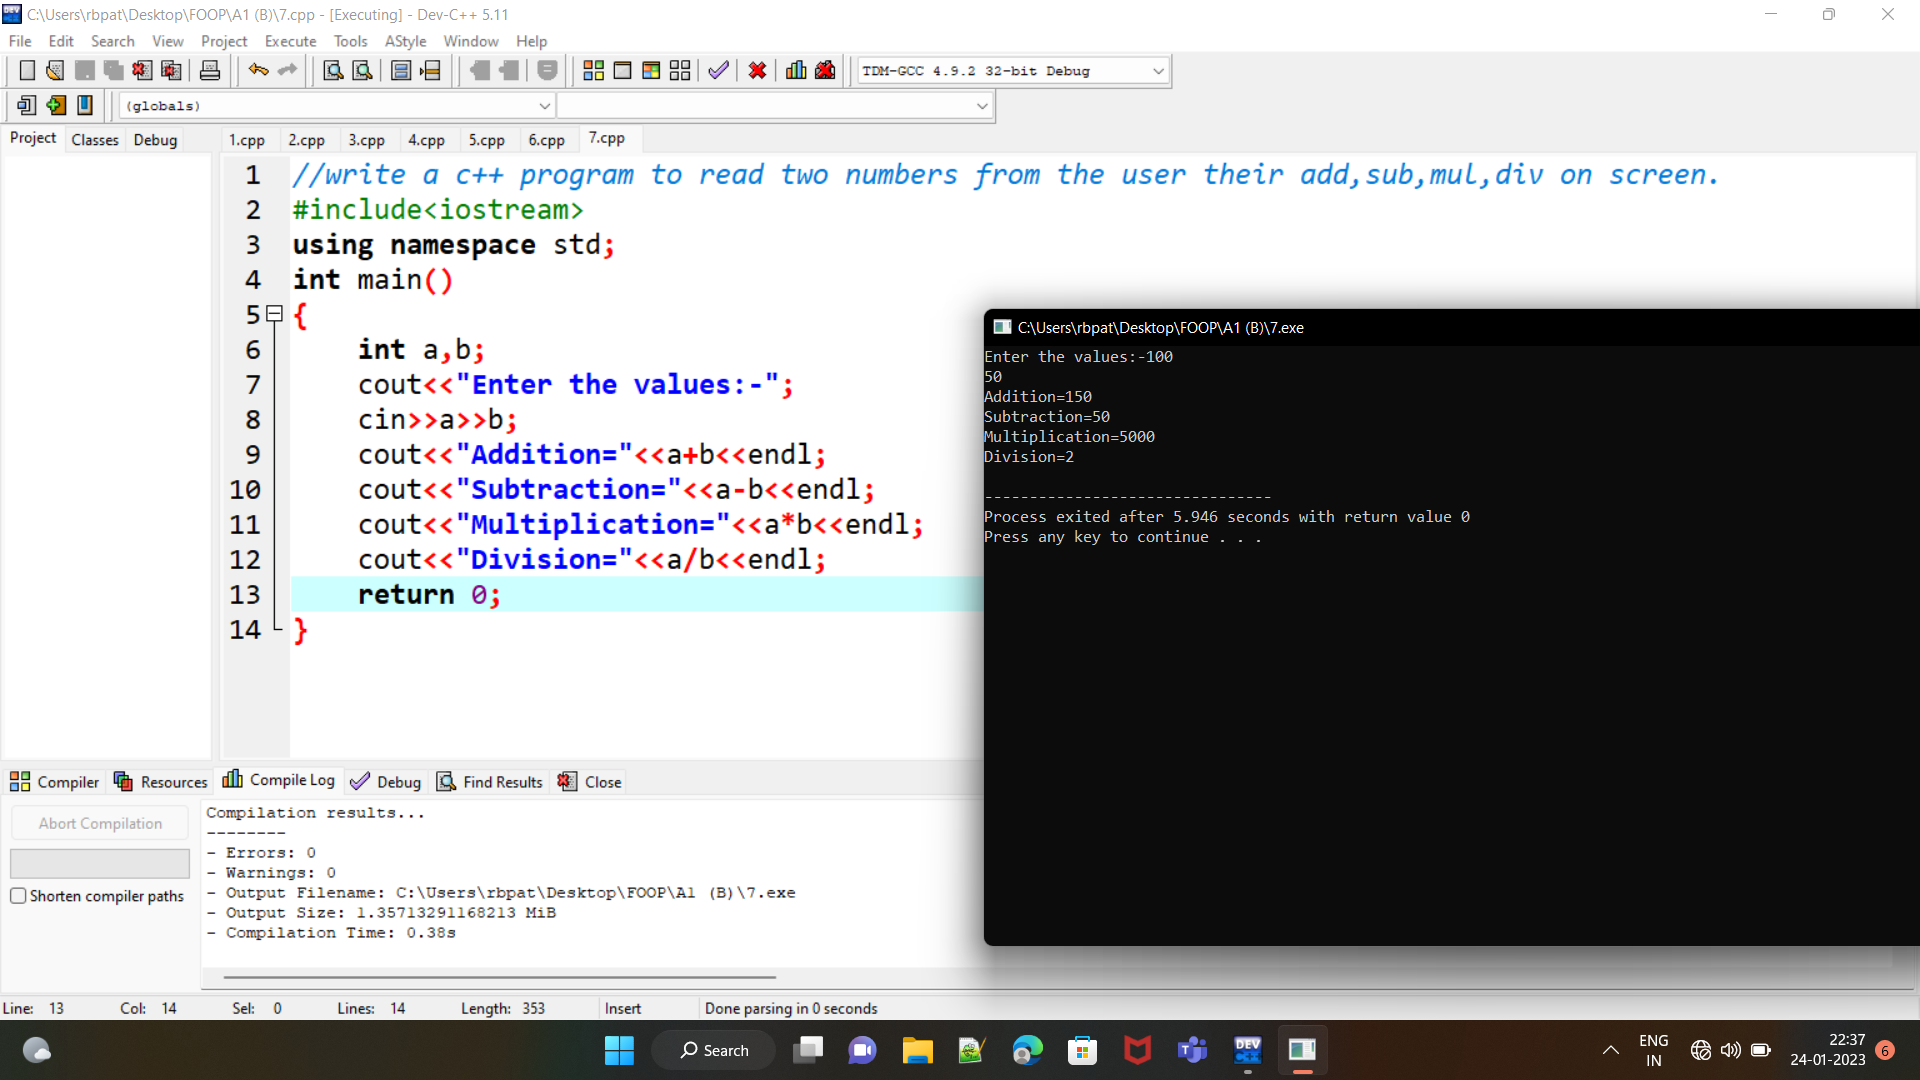 C:\Users\rbpat\Desktop\FOOP\A1 (B)\7.cpp - [Executing] - Dev-C++ 5.11
File Edit Search View Project Execute Tools AStyle Window Help
TDM-GCC 4.9.2 32-bit Debug
(globals)
Project Classes Debug
1.cpp 2.cpp 3.cpp 4.cpp 5.cpp 6.cpp 7.cpp
1 //write a c++ program to read two numbers from the user their add,sub,mul,div on screen.
2 #include<iostream>
3 using namespace std;
4 int main()
5 {
6 int a,b;
7 cout<<"Enter the values:-";
8 cin>>a>>b;
9 cout<<"Addition="<<a+b<<endl;
10 cout<<"Subtraction="<<a-b<<endl;
11 cout<<"Multiplication="<<a*b<<endl;
12 cout<<"Division="<<a/b<<endl;
13 return 0;
14 }
C:\Users\rbpat\Desktop\FOOP\A1 (B)\7.exe
Enter the values:-100
50
Addition=150
Subtraction=50
Multiplication=5000
Division=2
--------------------------------
Process exited after 5.946 seconds with return value 0
Press any key to continue . . .
Compiler Resources Compile Log Debug Find Results Close
Abort Compilation
Shorten compiler paths
Compilation results...
--------
- Errors: 0
- Warnings: 0
- Output Filename: C:\Users\rbpat\Desktop\FOOP\A1 (B)\7.exe
- Output Size: 1.35713291168213 MiB
- Compilation Time: 0.38s
Line: 13 Col: 14 Sel: 0 Lines: 14 Length: 353 Insert Done parsing in 0 seconds
Search
DEV C++
ENG
IN
22:37
24-01-2023
6